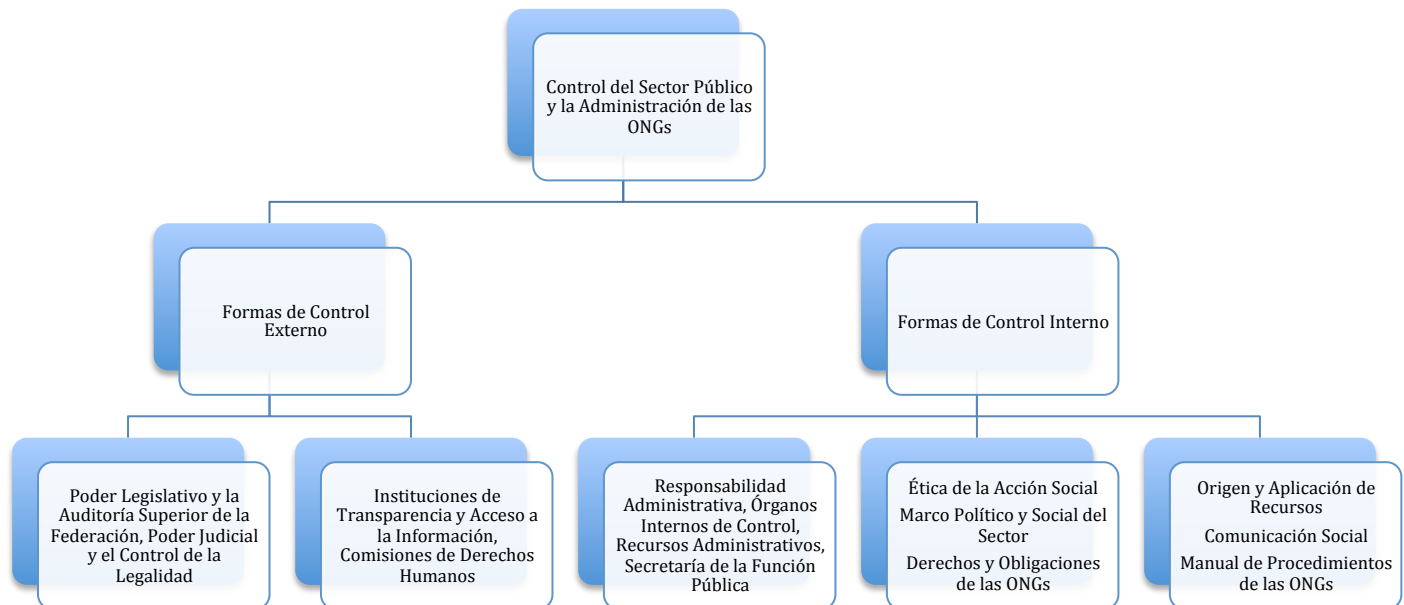 Control del Sector Público
y la Administración de las
ONGs
Formas de Control
Externo
Formas de Control Interno
Poder Legislativo y la
Auditoría Superior de la
Federación, Poder Judicial
y el Control de la
Legalidad
Instituciones de
Transparencia y Acceso a
la Información,
Comisiones de Derechos
Humanos
Responsabilidad
Administrativa, Órganos
Internos de Control,
Recursos Administrativos,
Secretaría de la Función
Pública
Ética de la Acción Social
Marco Político y Social del
Sector
Derechos y Obligaciones
de las ONGs
Origen y Aplicación de
Recursos
Comunicación Social
Manual de Procedimientos
de las ONGs